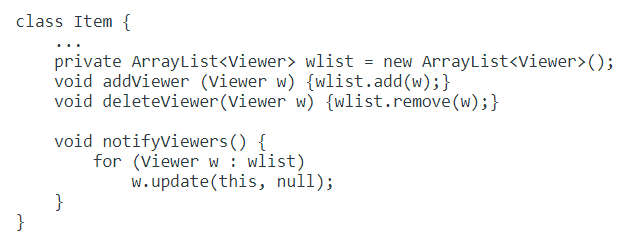 class Item {
    ...
    private ArrayList<Viewer> wlist = new ArrayList<Viewer>();
    void addViewer (Viewer w) {wlist.add(w);}
    void deleteViewer(Viewer w) {wlist.remove(w);}

    void notifyViewers() {
        for (Viewer w : wlist)
            w.update(this, null);
    }
}